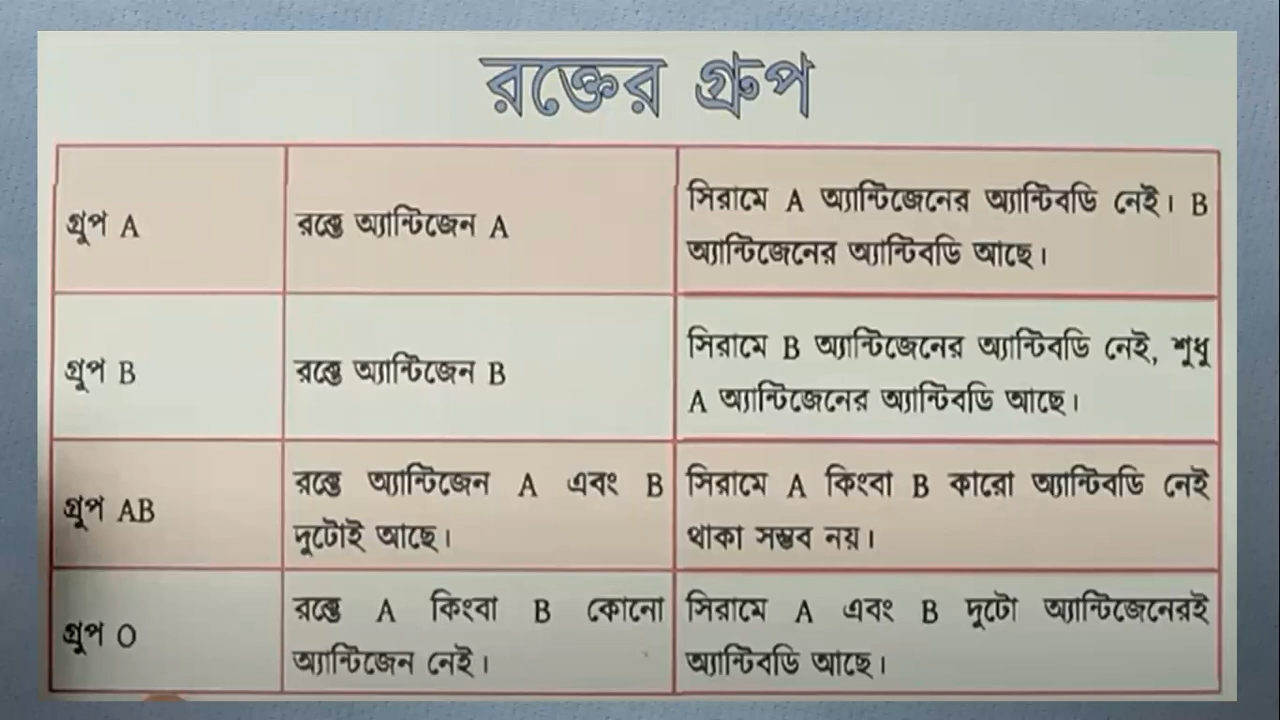 রক্তের গ্রুপ
গ্রুপ A
রক্তে অ্যান্টিজেন A
সিরামে A অ্যান্টিজেনের অ্যান্টিবডি নেই। B
অ্যান্টিজেনের অ্যান্টিবডি আছে।
গ্রুপ B
রক্তে অ্যান্টিজেন B
সিরামে B অ্যান্টিজেনের অ্যান্টিবডি নেই, শুধু
A অ্যান্টিজেনের অ্যান্টিবডি আছে।
গ্রুপ AB
রক্তে অ্যান্টিজেন A এবং B
দুটোই আছে।
সিরামে A কিংবা B কারো অ্যান্টিবডি নেই
থাকা সম্ভব নয়।
গ্রুপ O
রক্তে A কিংবা B কোনো
অ্যান্টিজেন নেই।
সিরামে A এবং B দুটো অ্যান্টিজেনেরই
অ্যান্টিবডি আছে।